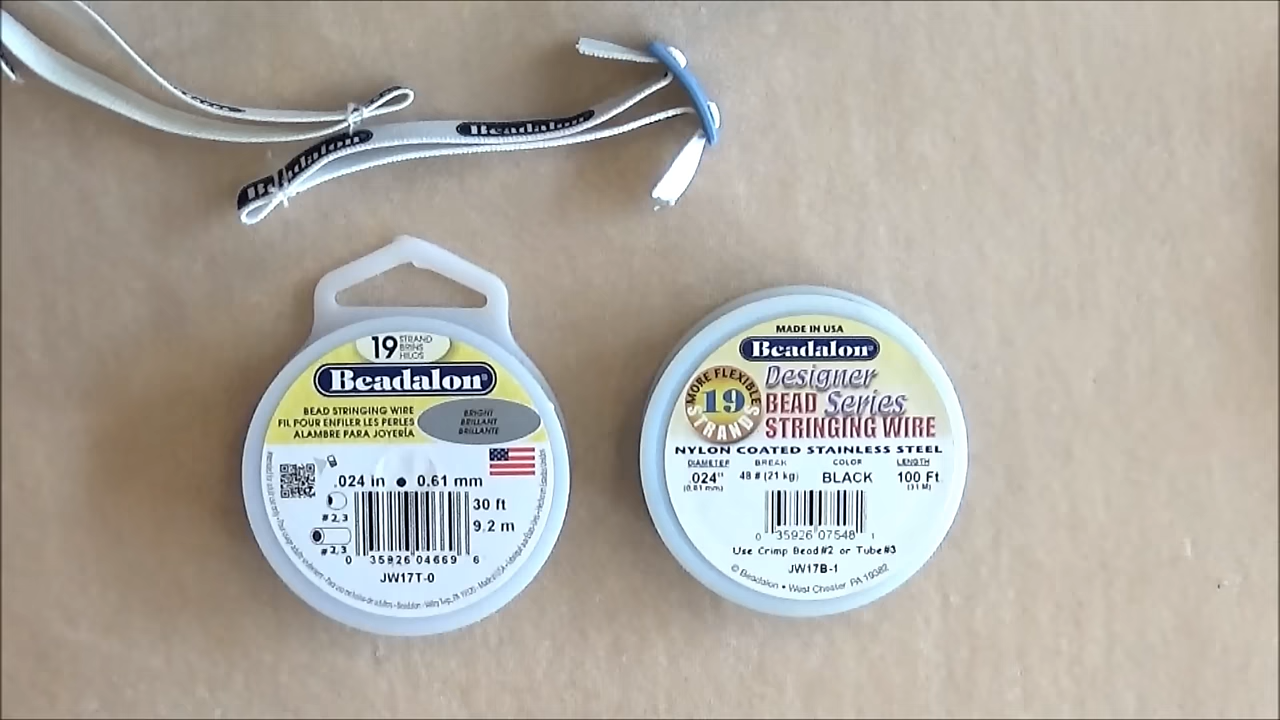 Beadalon
Beadalon
19 STRAND
BRINS
HILOS
Beadalon
BEAD STRINGING WIRE
FIL POUR ENFILER LES PERLES
ALAMBRE PARA JOYERÍA
BRIGHT
BRILLANT
BRILLANTE
.024 in ● 0.61 mm
#2,3
30 ft
9.2 m
#2,3
0 35926 04669 6
JW17T-0
MADE IN USA
Beadalon
MORE FLEXIBLE
19
STRANDS
Designer
BEAD Series
STRINGING WIRE
NYLON COATED STAINLESS STEEL
DIAMETER BREAK COLOR LENGTH
.024" 48 # (21 kg) BLACK 100 Ft
(0,61 mm) (31 M)
0 35926 07548 1
Use Crimp Bead #2 or Tube #3
JW17B-1
© Beadalon • West Chester PA 19382